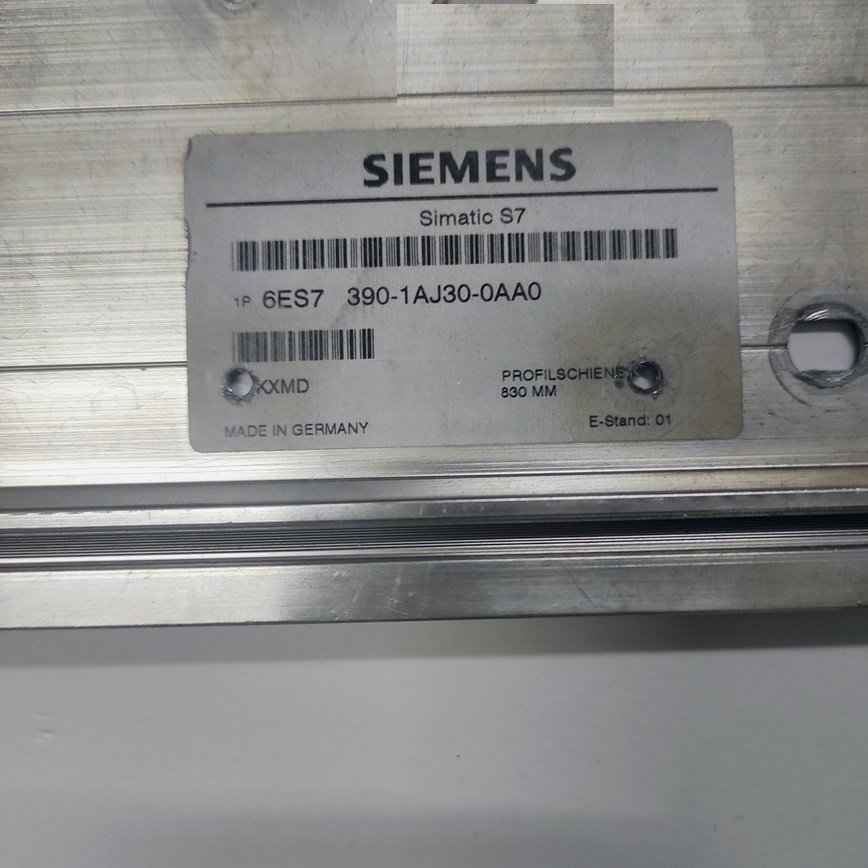 SIEMENS
Simatic S7
1P 6ES7 390-1AJ30-0AA0
XXMD
PROFILSCHIENE
830 MM
E-Stand: 01
MADE IN GERMANY